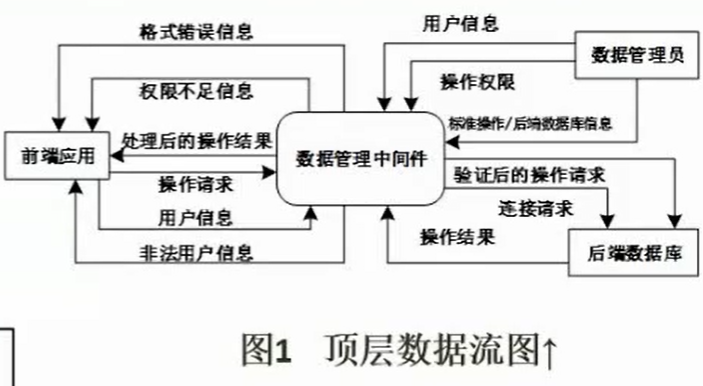 格式错误信息
用户信息
数据管理员
权限不足信息
操作权限
标准操作/后端数据库信息
处理后的操作结果
前端应用
数据管理中间件
操作请求
验证后的操作请求
用户信息
连接请求
操作结果
非法用户信息
后端数据库
图1 顶层数据流图↑